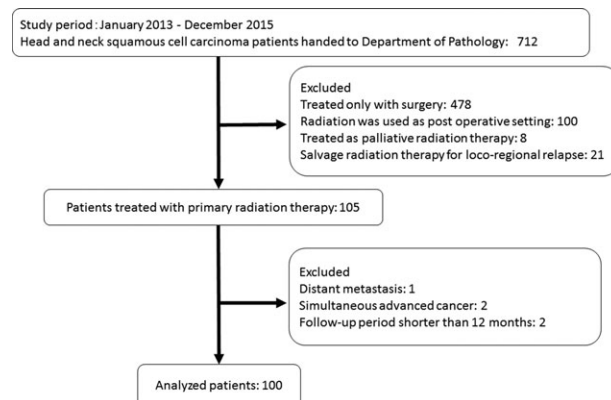 Study period : January 2013 - December 2015
Head and neck squamous cell carcinoma patients handed to Department of Pathology: 712
Excluded
Treated only with surgery: 478
Radiation was used as post operative setting: 100
Treated as palliative radiation therapy: 8
Salvage radiation therapy for loco-regional relapse: 21
Patients treated with primary radiation therapy: 105
Excluded
Distant metastasis: 1
Simultaneous advanced cancer: 2
Follow-up period shorter than 12 months: 2
Analyzed patients: 100